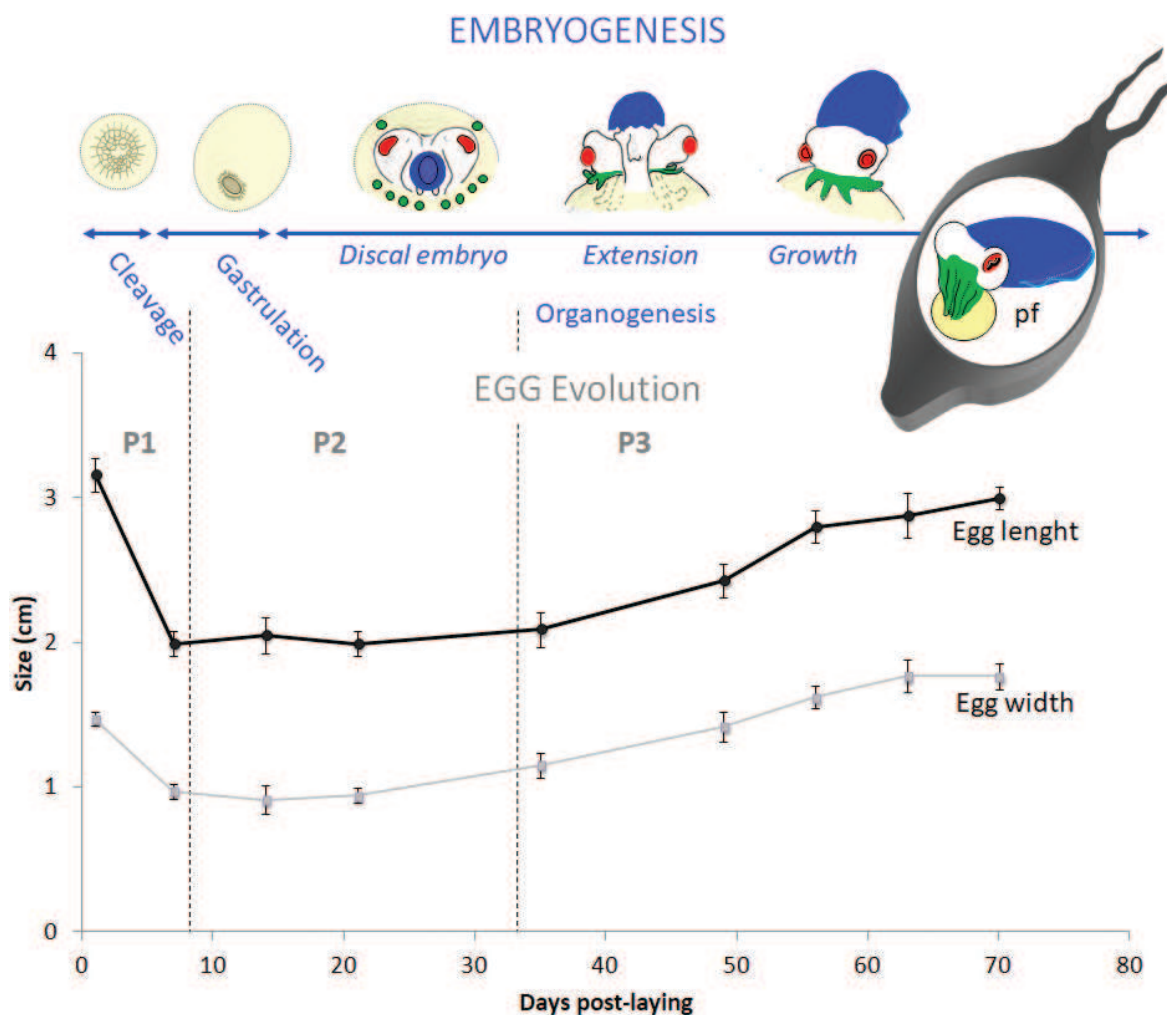 EMBRYOGENESIS
Cleavage
Gastrulation
Discal embryo
Extension
Growth
Organogenesis
pf
EGG Evolution
P1
P2
P3
4
3
2
1
0
Size (cm)
Egg lenght
Egg width
0 10 20 30 40 50 60 70 80
Days post-laying